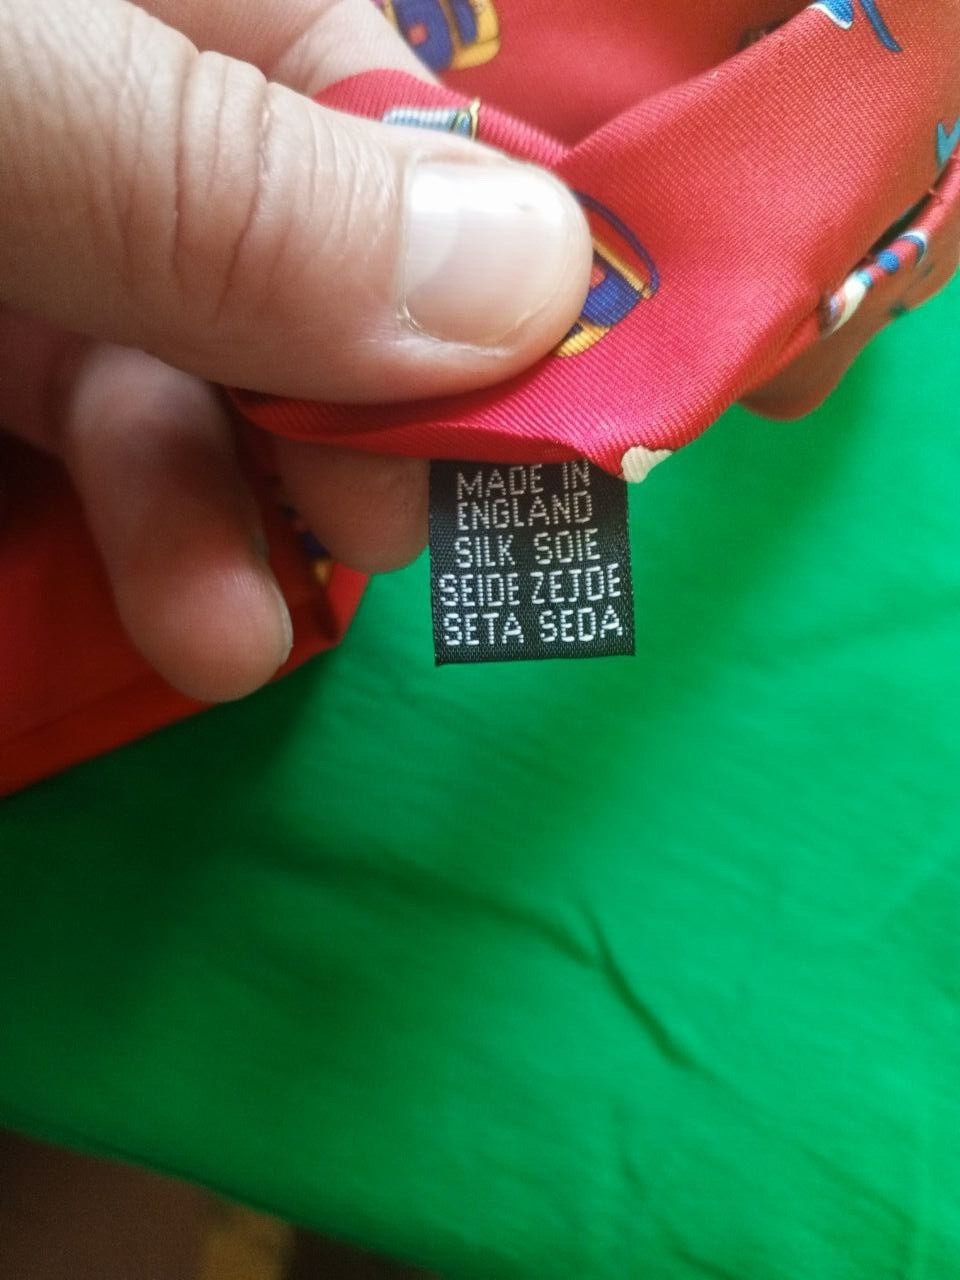 MADE IN
ENGLAND
SILK SOIE
SEIDE ZEJDE
SETA SEDA